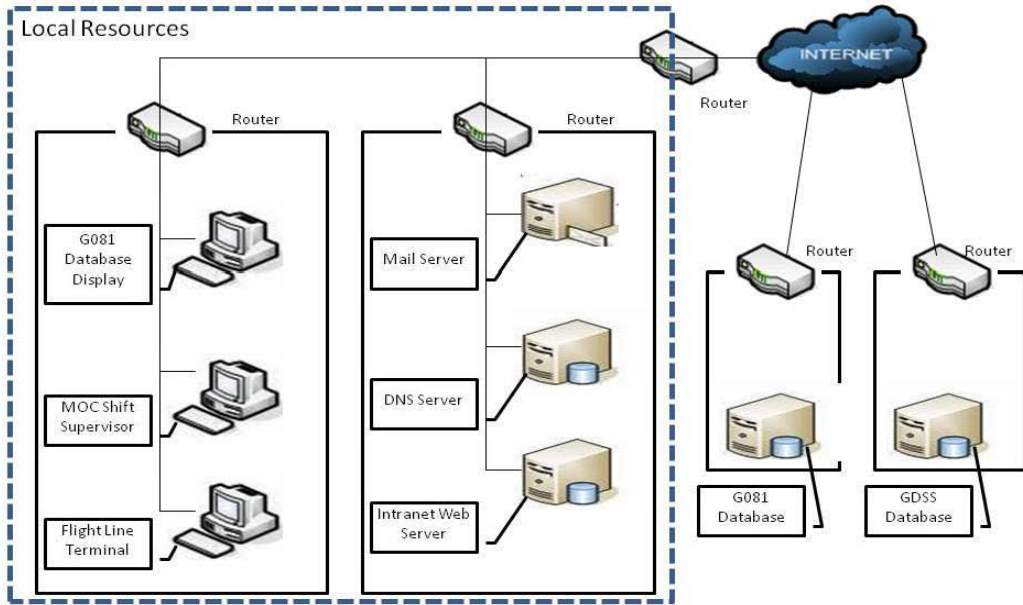 Local Resources
INTERNET
Router
Router
Router
G081
Database
Display
Mail Server
Router
Router
MOC Shift
Supervisor
DNS Server
Flight Line
Terminal
Intranet Web
Server
G081
Database
GDSS
Database